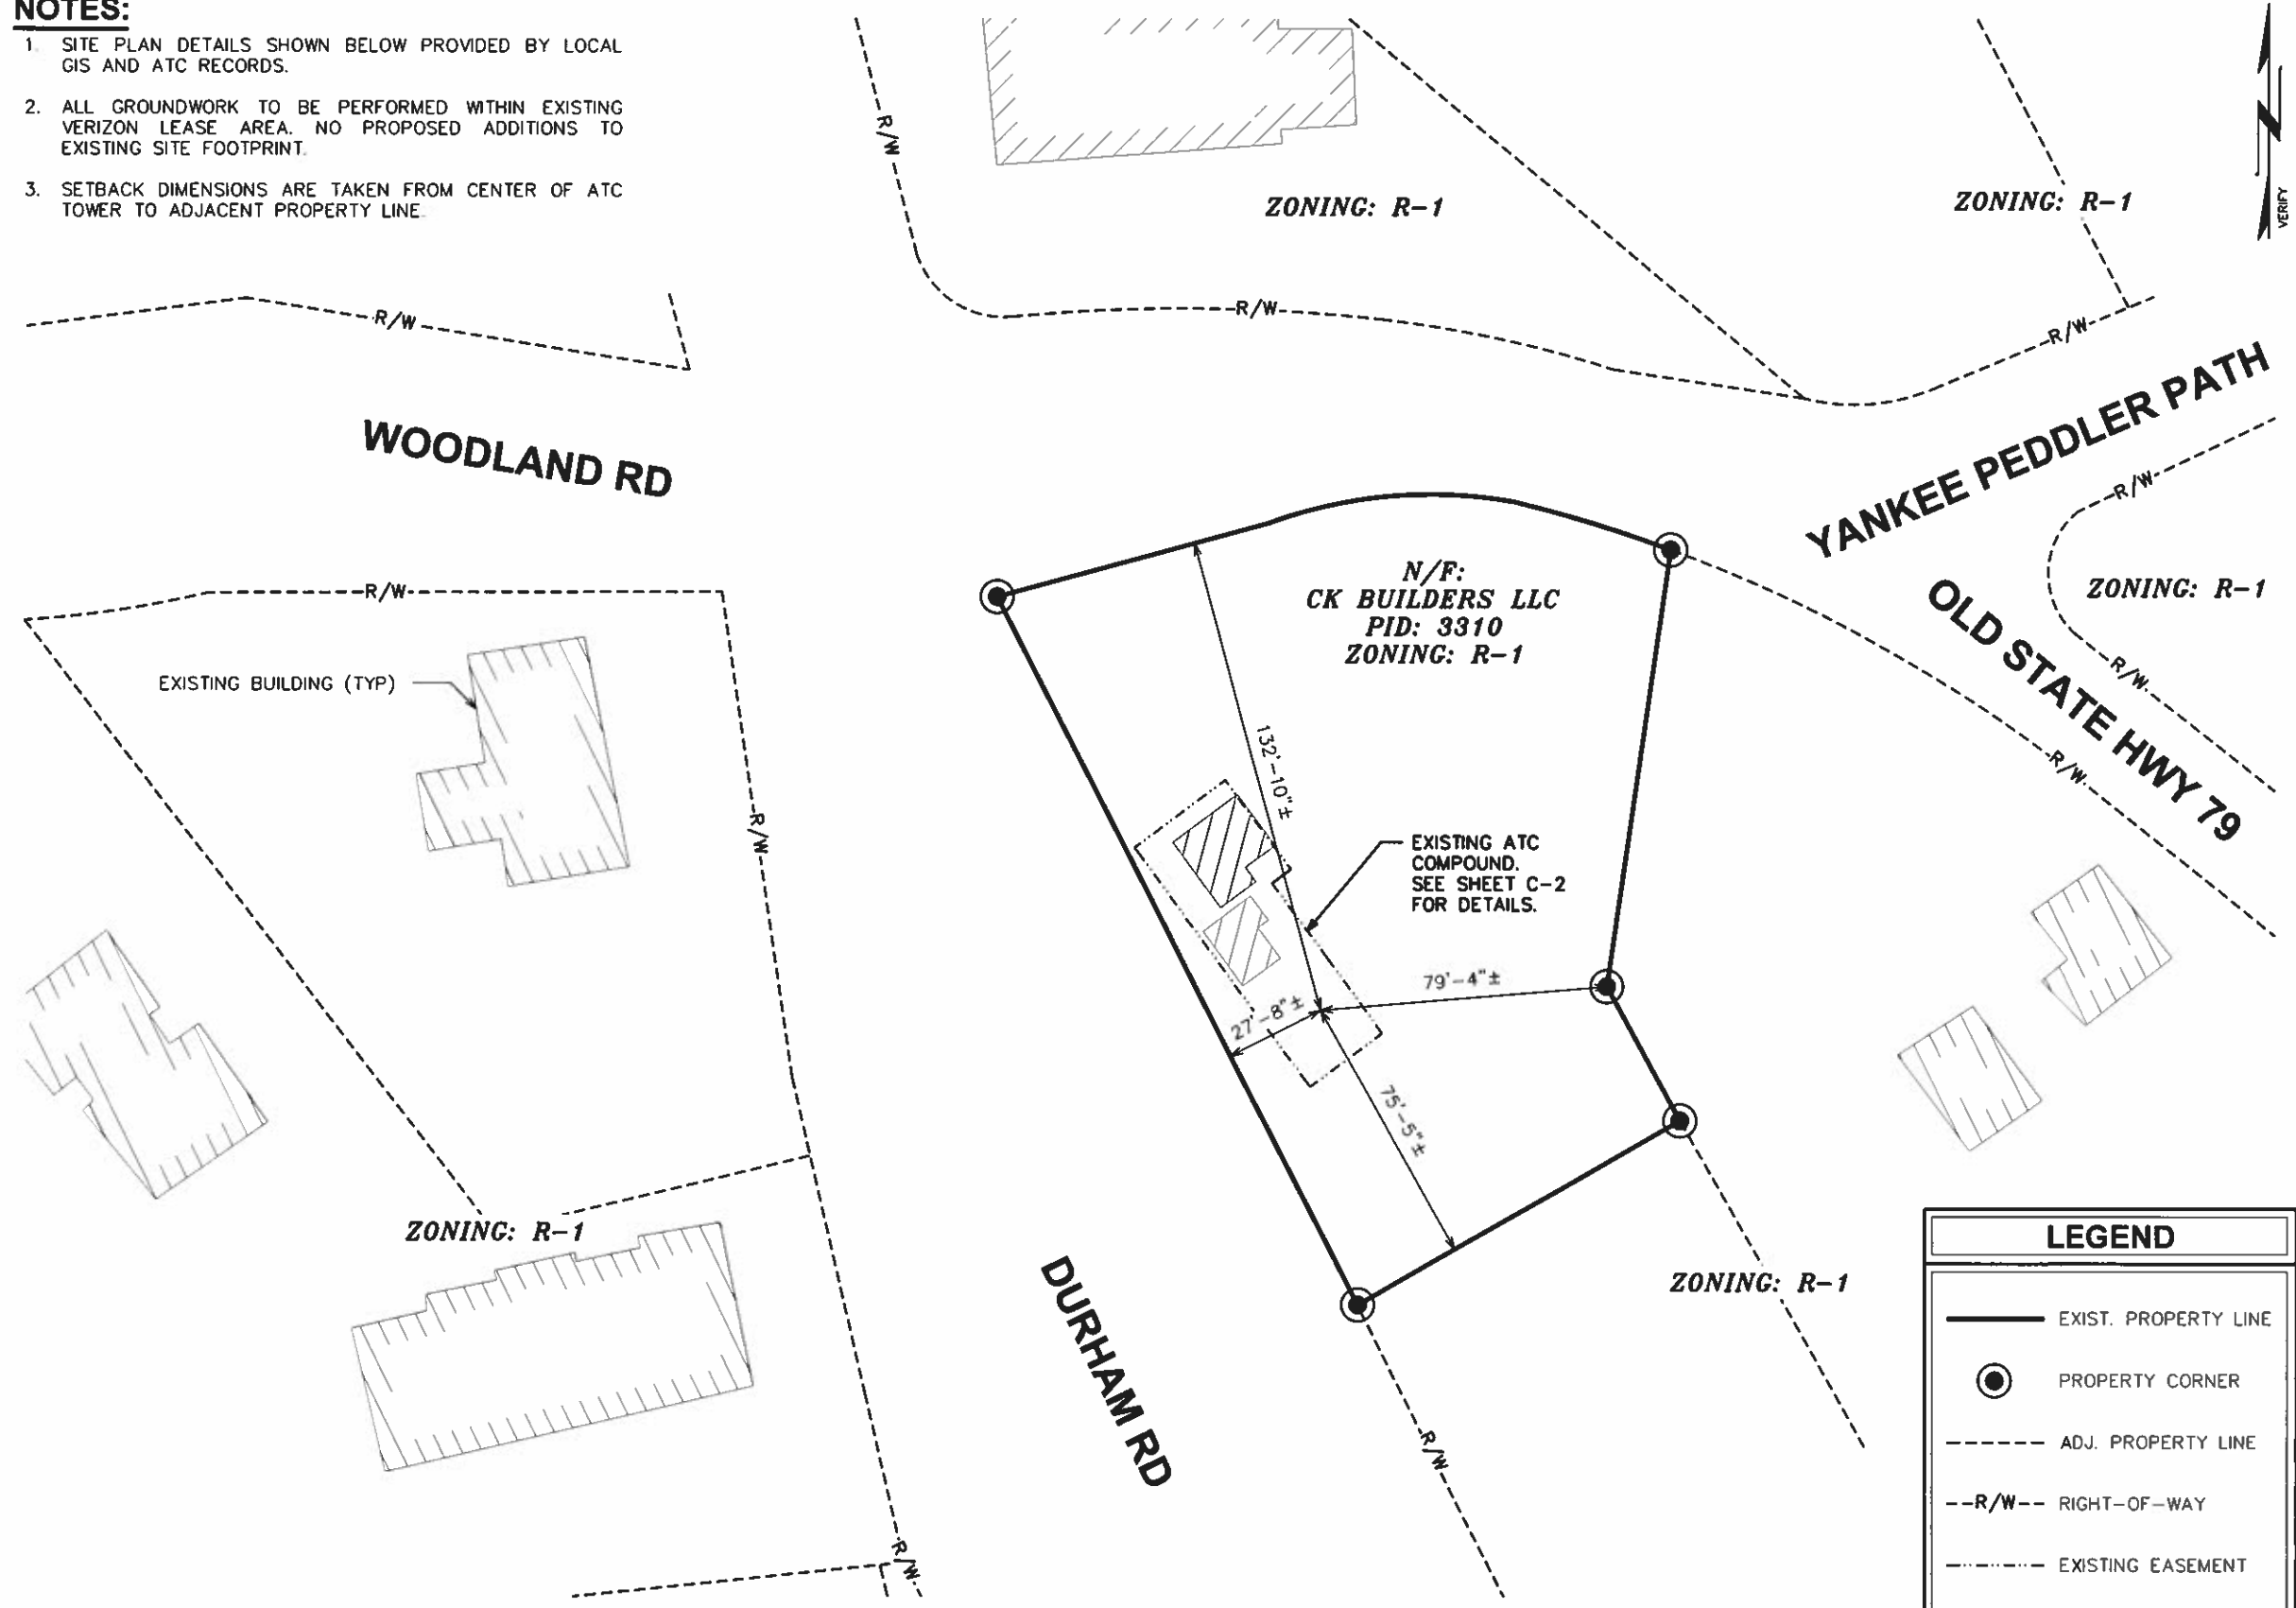 NOTES:
1. SITE PLAN DETAILS SHOWN BELOW PROVIDED BY LOCAL
GIS AND ATC RECORDS.
2. ALL GROUNDWORK TO BE PERFORMED WITHIN EXISTING
VERIZON LEASE AREA. NO PROPOSED ADDITIONS TO
EXISTING SITE FOOTPRINT.
3. SETBACK DIMENSIONS ARE TAKEN FROM CENTER OF ATC
TOWER TO ADJACENT PROPERTY LINE.
R/W
ZONING: R-1
ZONING: R-1
N
VERIFY
R/W
R/W
R/W
WOODLAND RD
YANKEE PEDDLER PATH
R/W
OLD STATE HWY 79
ZONING: R-1
R/W
R/W
N/F:
CK BUILDERS LLC
PID: 3310
ZONING: R-1
R/W
EXISTING BUILDING (TYP)
R/W
132'-10"±
EXISTING ATC
COMPOUND.
SEE SHEET C-2
FOR DETAILS.
79'-4"±
27'-8"±
75'-5"±
ZONING: R-1
DURHAM RD
ZONING: R-1
R/W
R/W
LEGEND
EXIST. PROPERTY LINE
PROPERTY CORNER
ADJ. PROPERTY LINE
--R/W-- RIGHT-OF-WAY
EXISTING EASEMENT